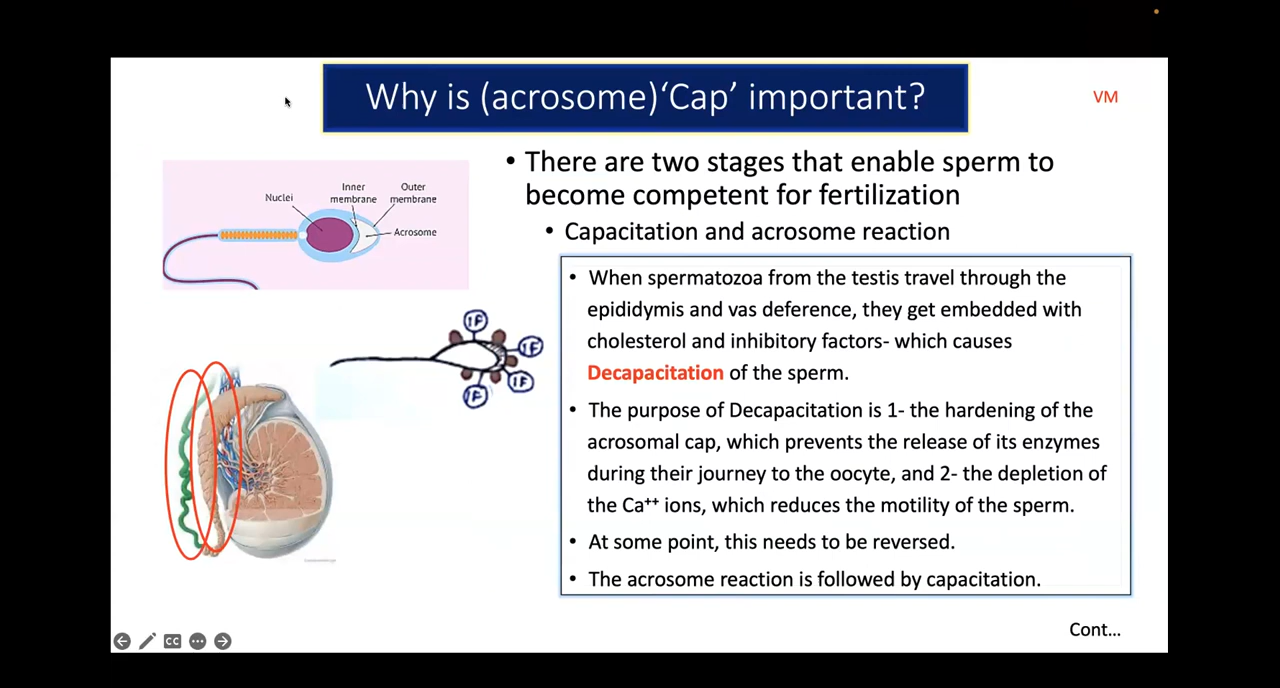 Why is (acrosome)‘Cap’ important?
VM
• There are two stages that enable sperm to
become competent for fertilization
• Capacitation and acrosome reaction
Nuclei
Inner
membrane
Outer
membrane
Acrosome
IF
IF
IF
IF
• When spermatozoa from the testis travel through the
epididymis and vas deference, they get embedded with
cholesterol and inhibitory factors- which causes
Decapacitation of the sperm.
• The purpose of Decapacitation is 1- the hardening of the
acrosomal cap, which prevents the release of its enzymes
during their journey to the oocyte, and 2- the depletion of
the Ca⁺⁺ ions, which reduces the motility of the sperm.
• At some point, this needs to be reversed.
• The acrosome reaction is followed by capacitation.
Cont...
CC